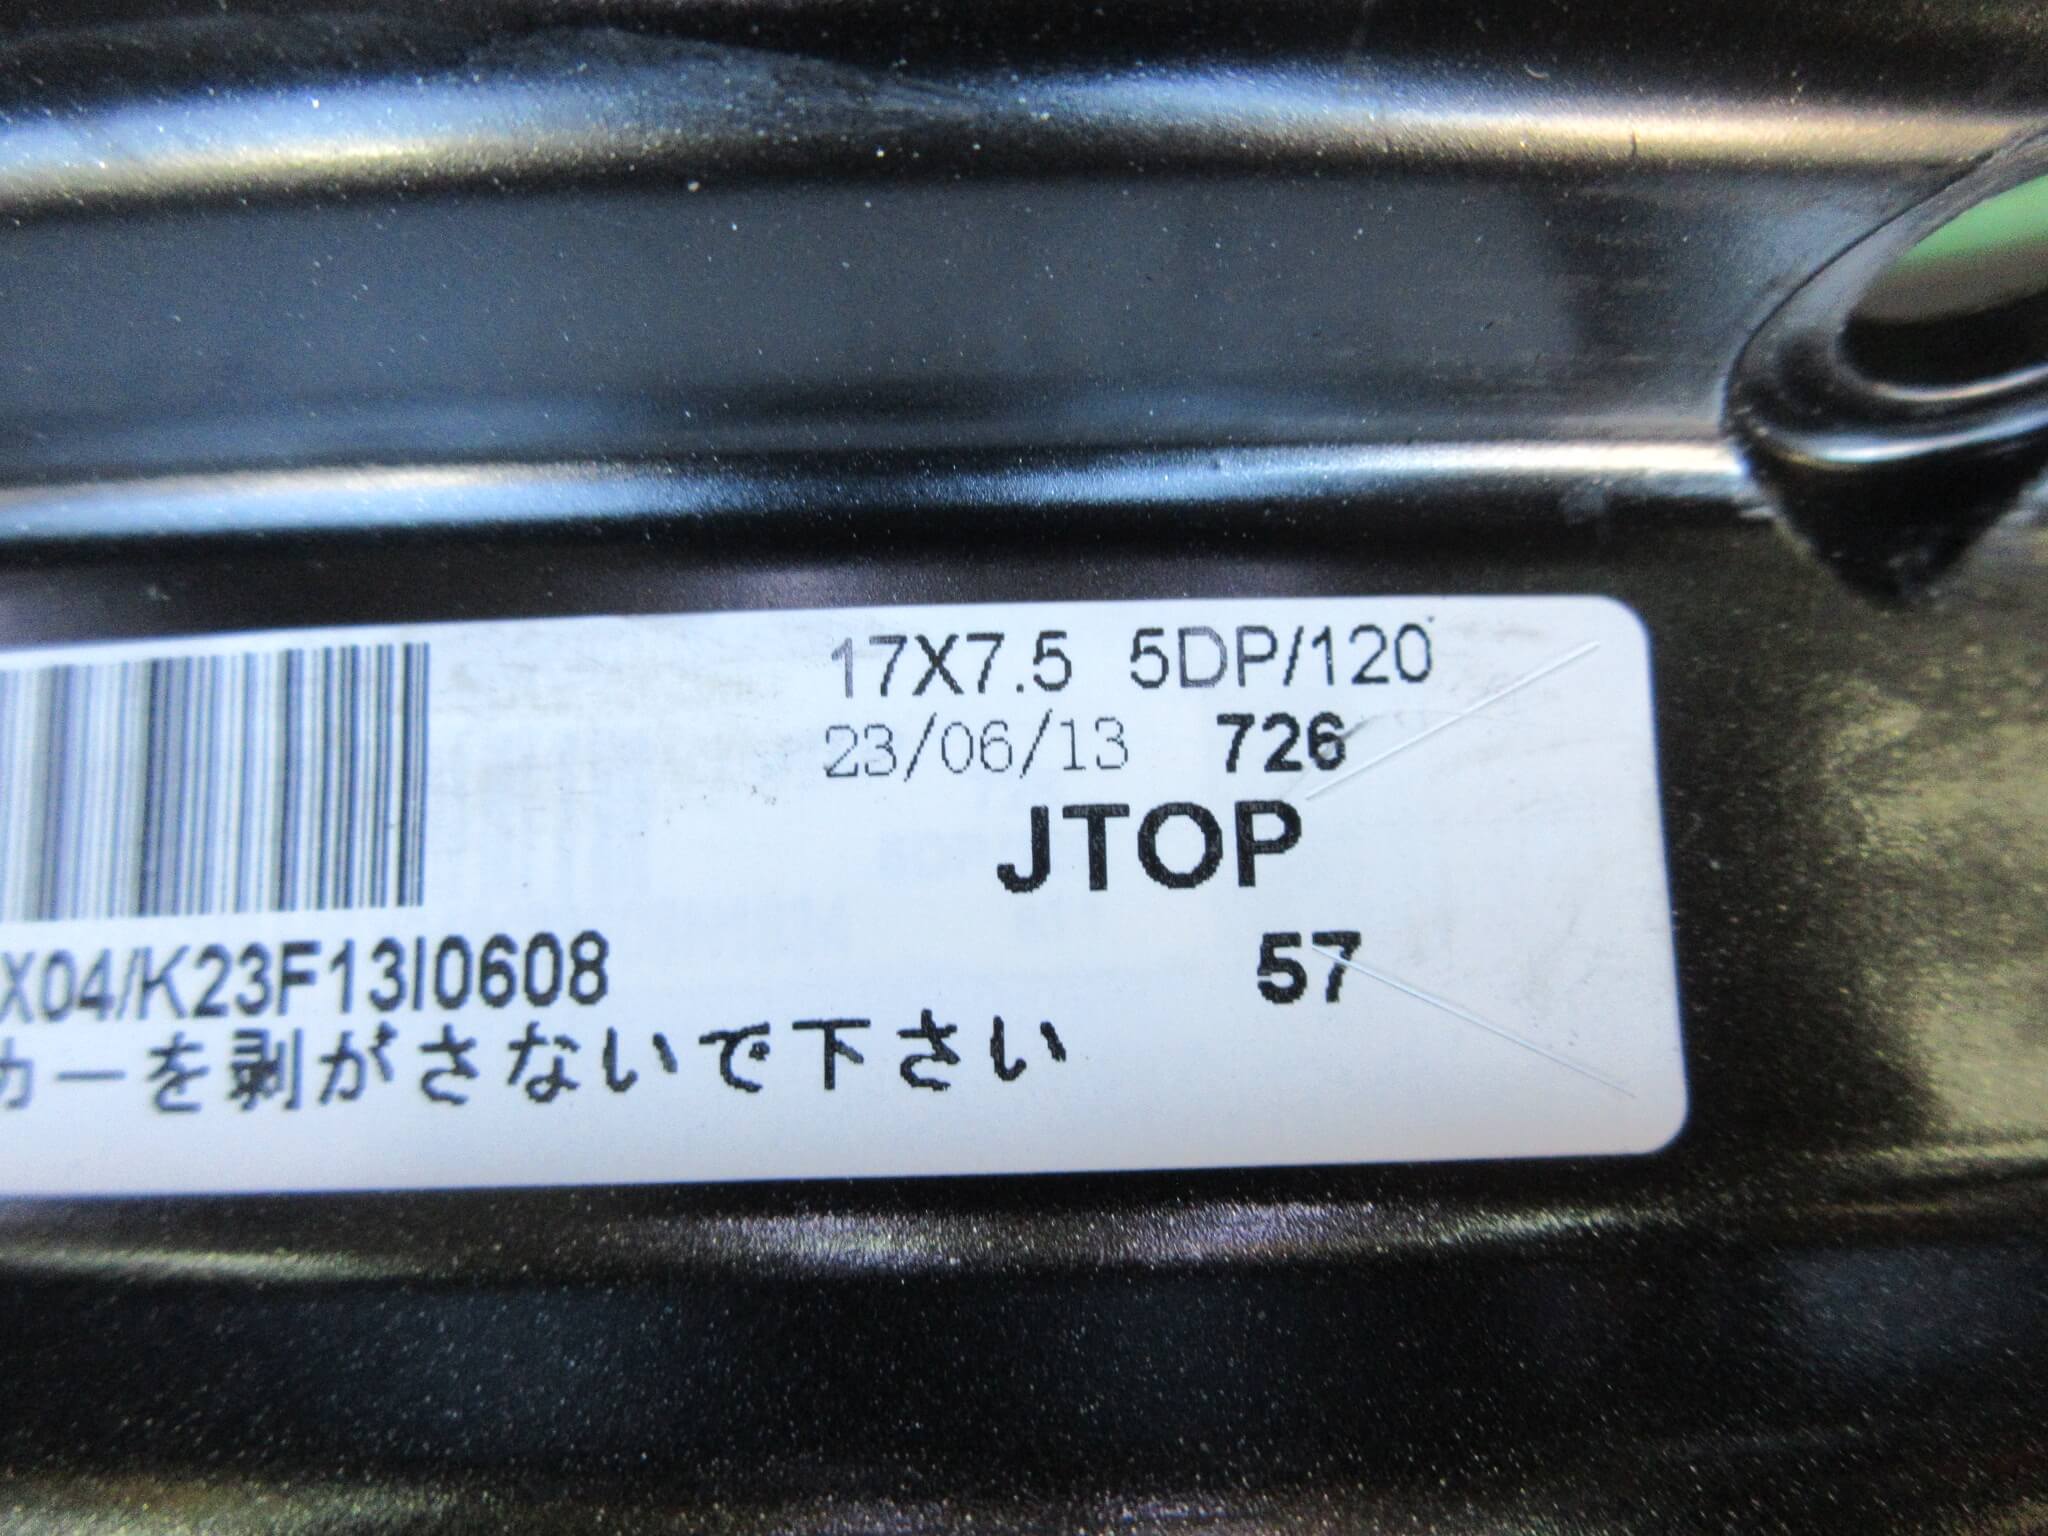 17X7.5 5DP/120
23/06/13 726
JTOP
X04/K23F13I0608
57
カーを剥がさないで下さい